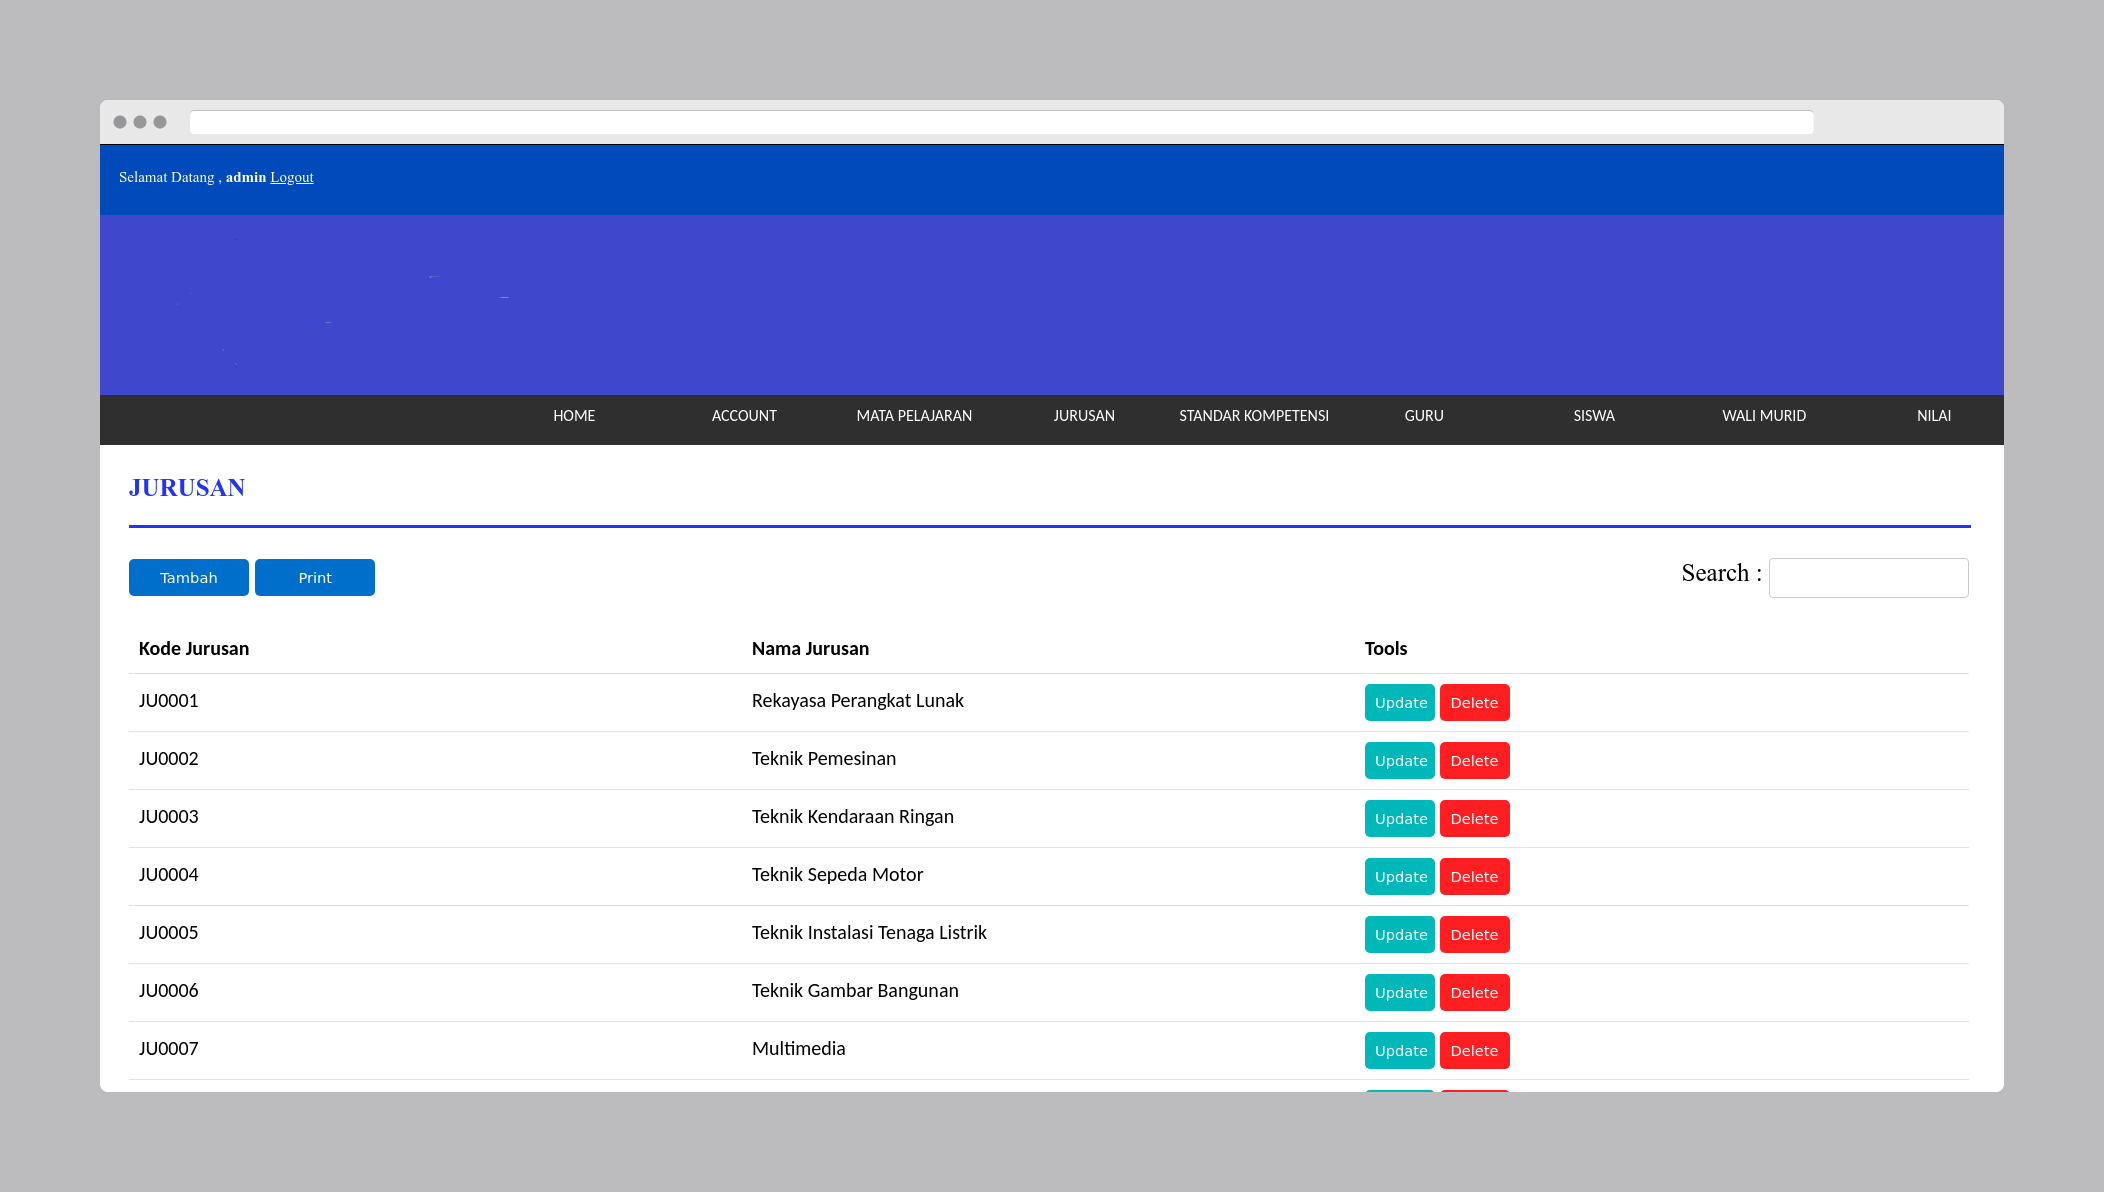 Selamat Datang , admin Logout
HOME ACCOUNT MATA PELAJARAN JURUSAN STANDAR KOMPETENSI GURU SISWA WALI MURID NILAI
JURUSAN
Tambah Print Search :
Kode Jurusan Nama Jurusan Tools
JU0001 Rekayasa Perangkat Lunak Update Delete
JU0002 Teknik Pemesinan Update Delete
JU0003 Teknik Kendaraan Ringan Update Delete
JU0004 Teknik Sepeda Motor Update Delete
JU0005 Teknik Instalasi Tenaga Listrik Update Delete
JU0006 Teknik Gambar Bangunan Update Delete
JU0007 Multimedia Update Delete